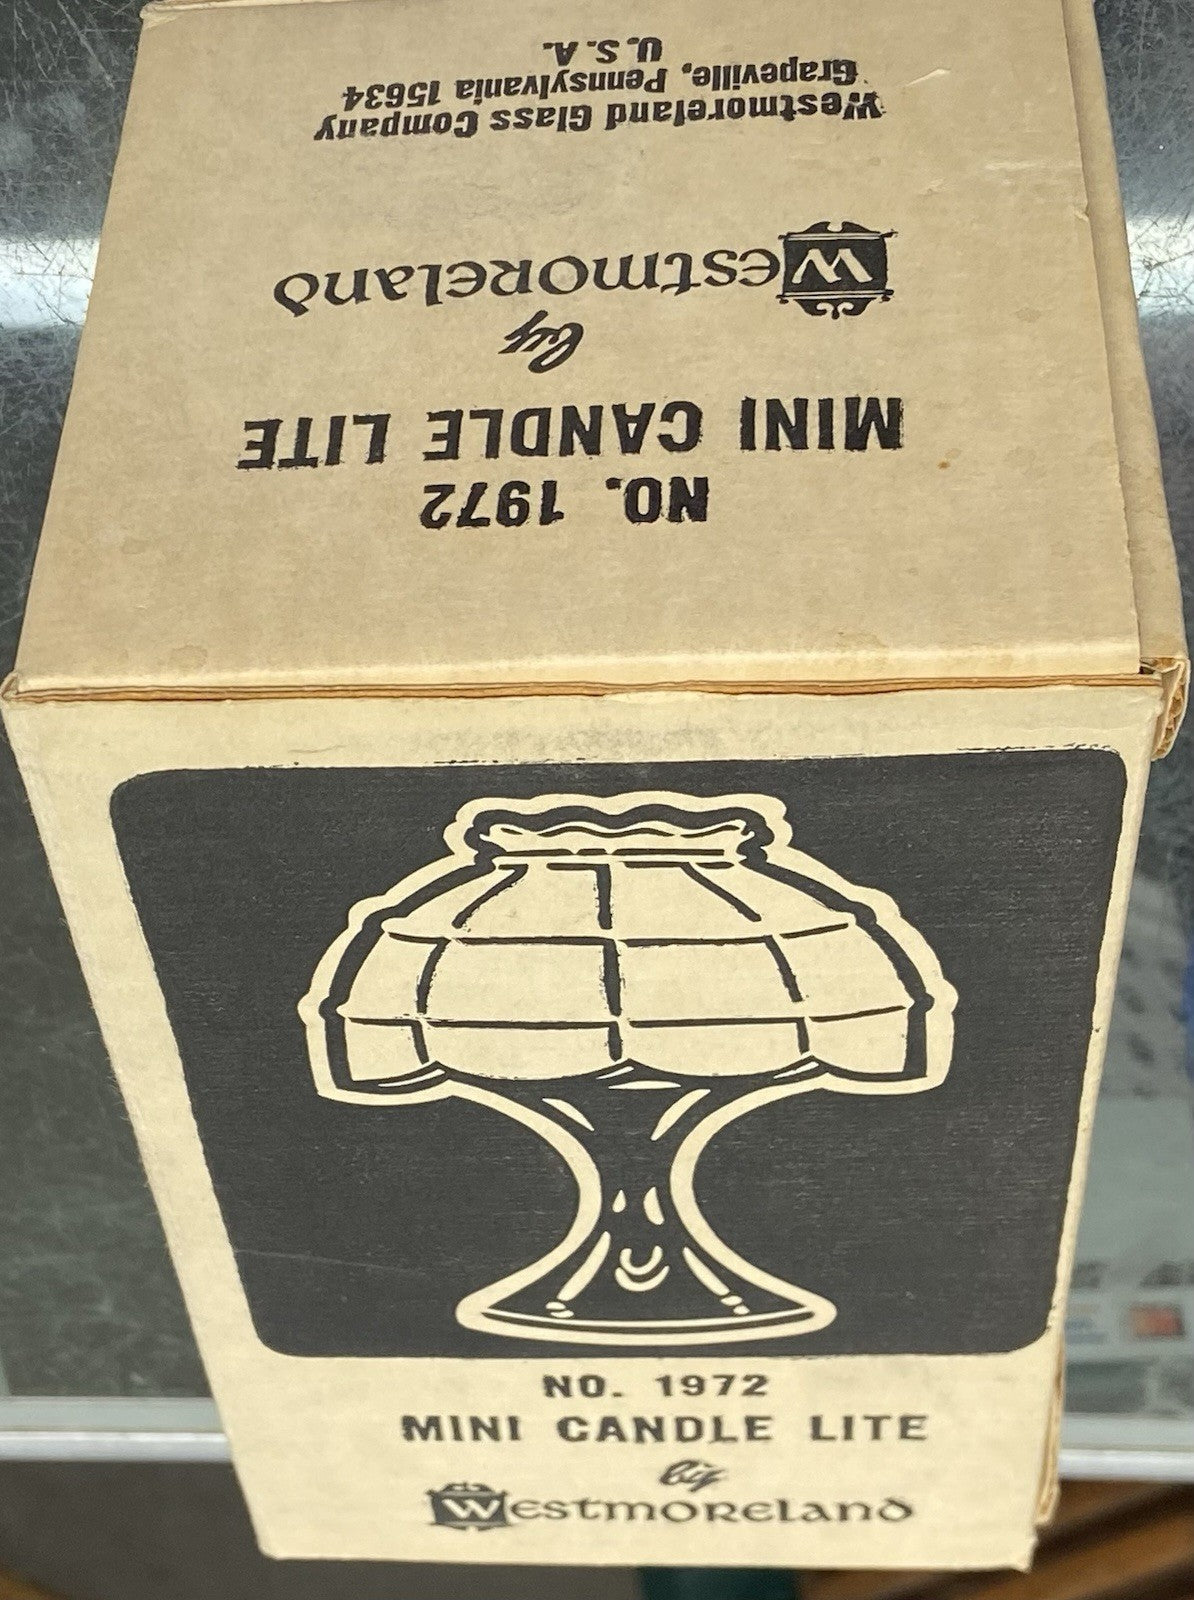 NO. 1972
MINI CANDLE LITE
by
Westmoreland
Westmoreland Glass Company
Grapeville, Pennsylvania 15634
U.S.A.
NO. 1972
MINI CANDLE LITE
by
Westmoreland